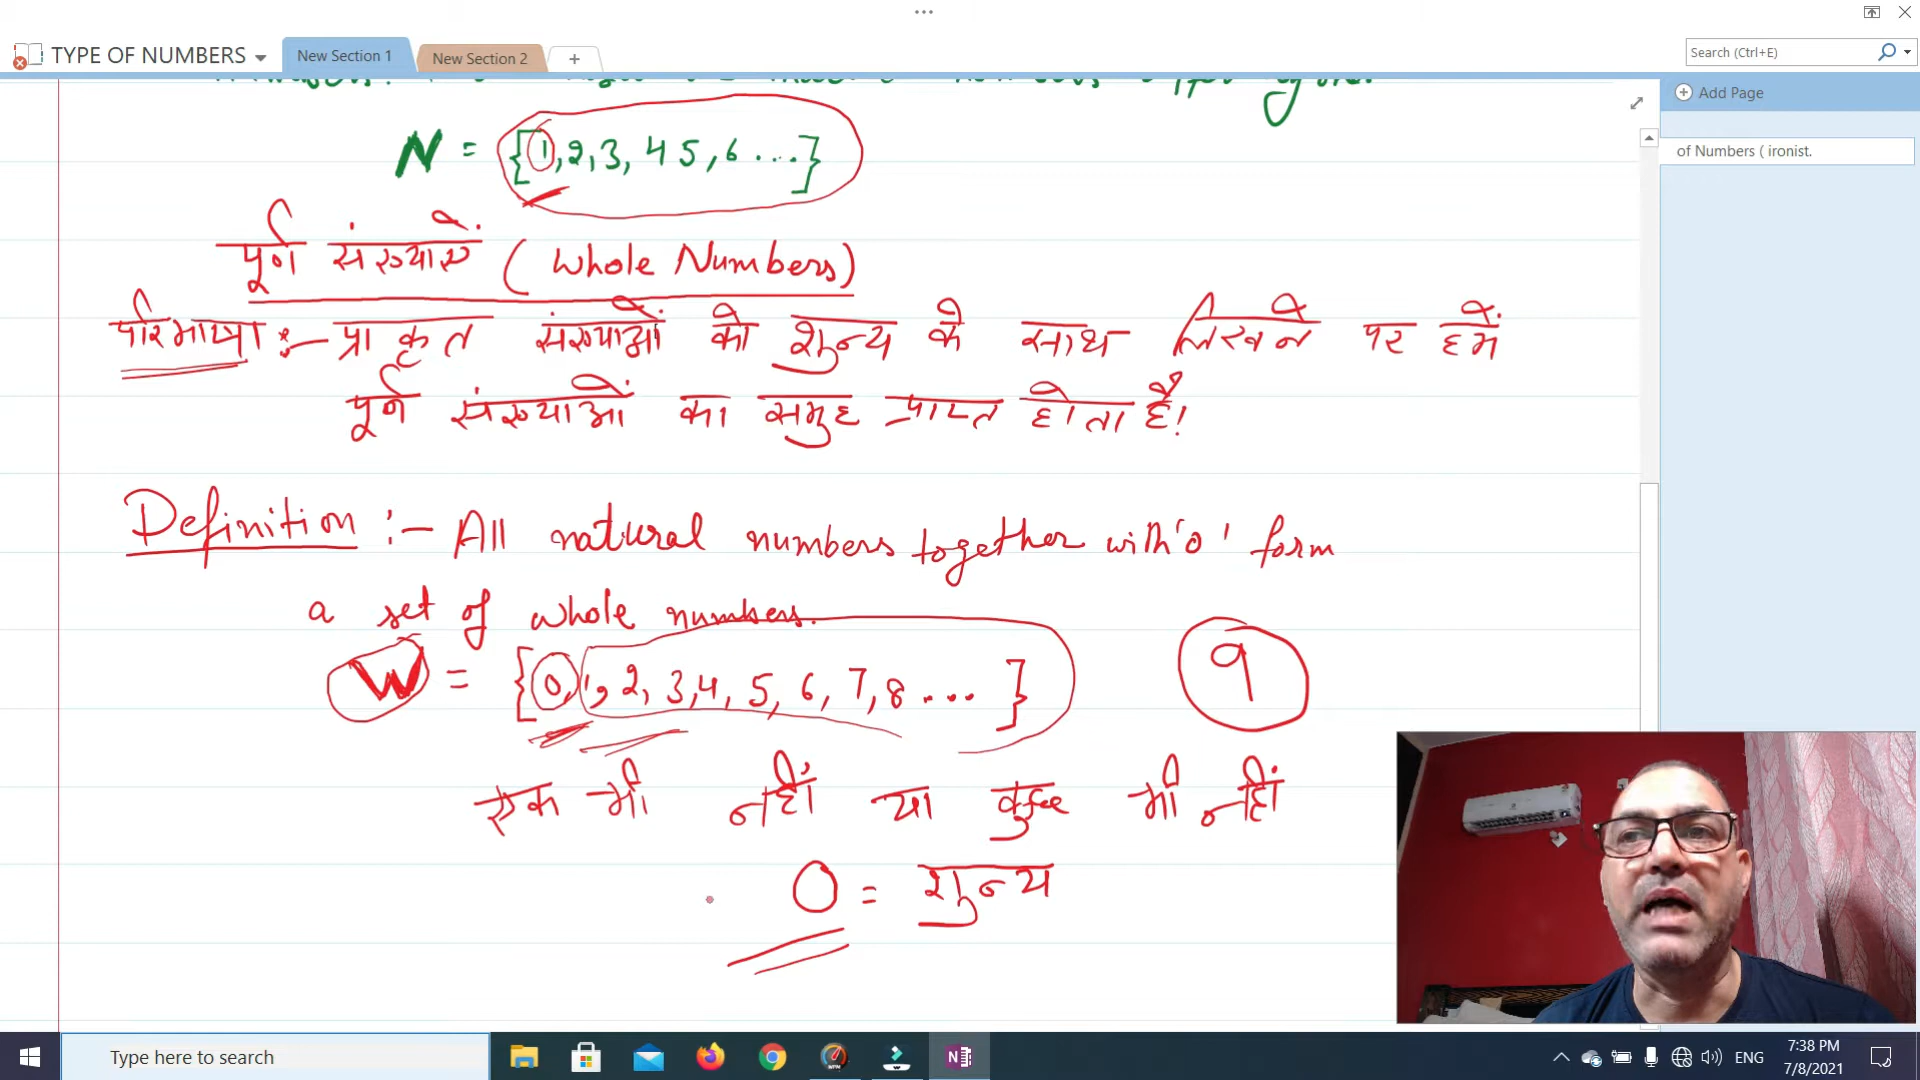 TYPE OF NUMBERS New Section 1 New Section 2 + Search (Ctrl+E)
Add Page
of Numbers ( ironist.
N = {1,2,3, 4 5, 6 ....}
पूर्ण संख्याएं ( Whole Numbers)
परिभाषा :- प्राकृत संख्याओं को शुन्य के साथ लिखने पर हमें
पूर्ण संख्याओं का समुह प्राप्त होता है!
Definition :- All natural numbers together with '0' form
a set of whole numbers.
W = {0, 1, 2, 3, 4, 5, 6, 7, 8 .... }
9
एक भी नहीं या कुछ भी नहीं
0 = शुन्य
Type here to search
ENG
7:38 PM
7/8/2021